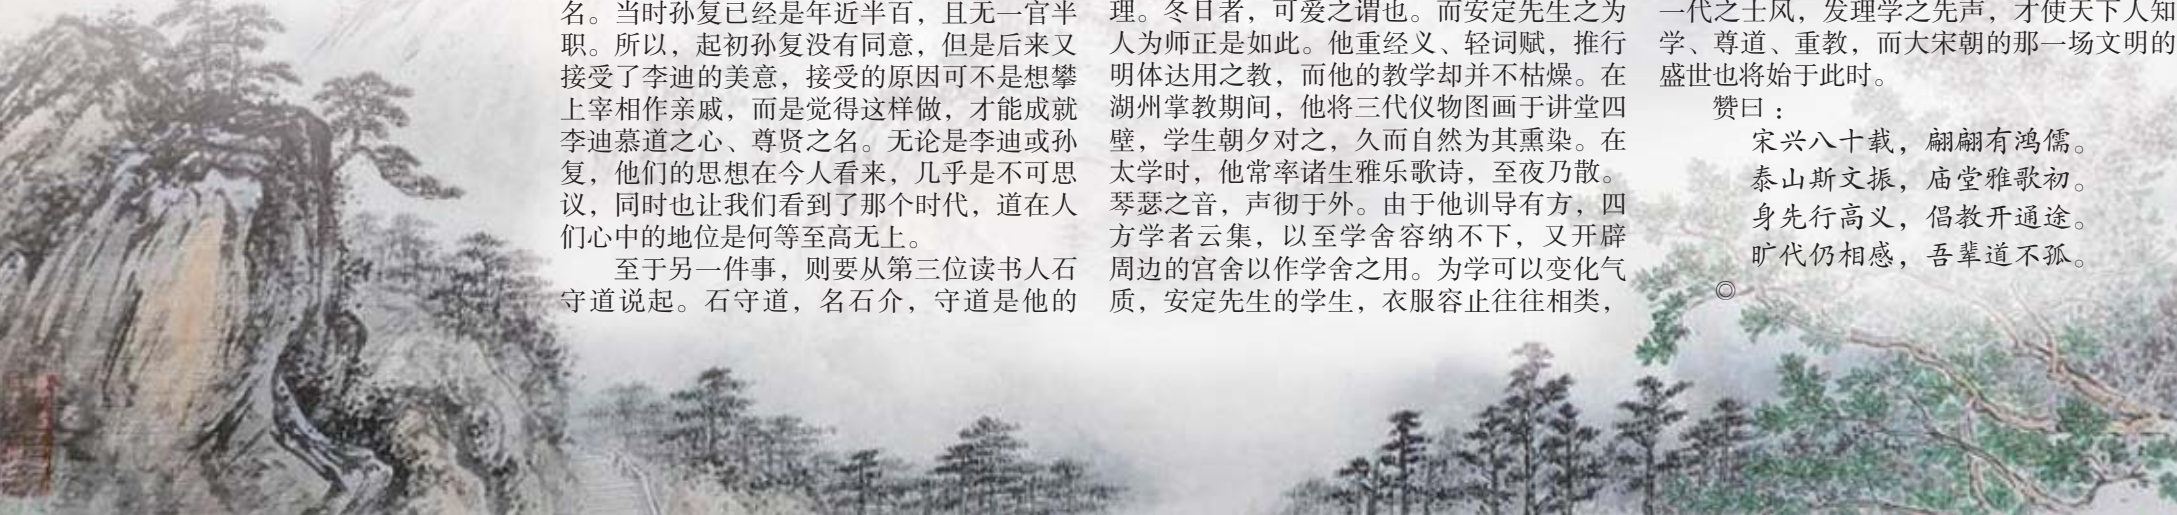 名。当时孙复已经是年近半百，且无一官半
职。所以，起初孙复没有同意，但是后来又
接受了李迪的美意，接受的原因可不是想攀
上宰相作亲戚，而是觉得这样做，才能成就
李迪慕道之心、尊贤之名。无论是李迪或孙
复，他们的思想在今人看来，几乎是不可思
议，同时也让我们看到了那个时代，道在人
们心中的地位是何等至高无上。
至于另一件事，则要从第三位读书人石
守道说起。石守道，名石介，守道是他的
理。冬日者，可爱之谓也。而安定先生之为
人为师正是如此。他重经义、轻词赋，推行
明体达用之教，而他的教学却并不枯燥。在
湖州掌教期间，他将三代仪物图画于讲堂四
壁，学生朝夕对之，久而自然为其熏染。在
太学时，他常率诸生雅乐歌诗，至夜乃散。
琴瑟之音，声彻于外。由于他训导有方，四
方学者云集，以至学舍容纳不下，又开辟
周边的官舍以作学舍之用。为学可以变化气
质，安定先生的学生，衣服容止往往相类，
一代之士风，发理学之先声，才使天下人知
学、尊道、重教，而大宋朝的那一场文明的
盛世也将始于此时。
赞曰：
宋兴八十载，翩翩有鸿儒。
泰山斯文振，庙堂雅歌初。
身先行高义，倡教开通途。
旷代仍相感，吾辈道不孤。
◎